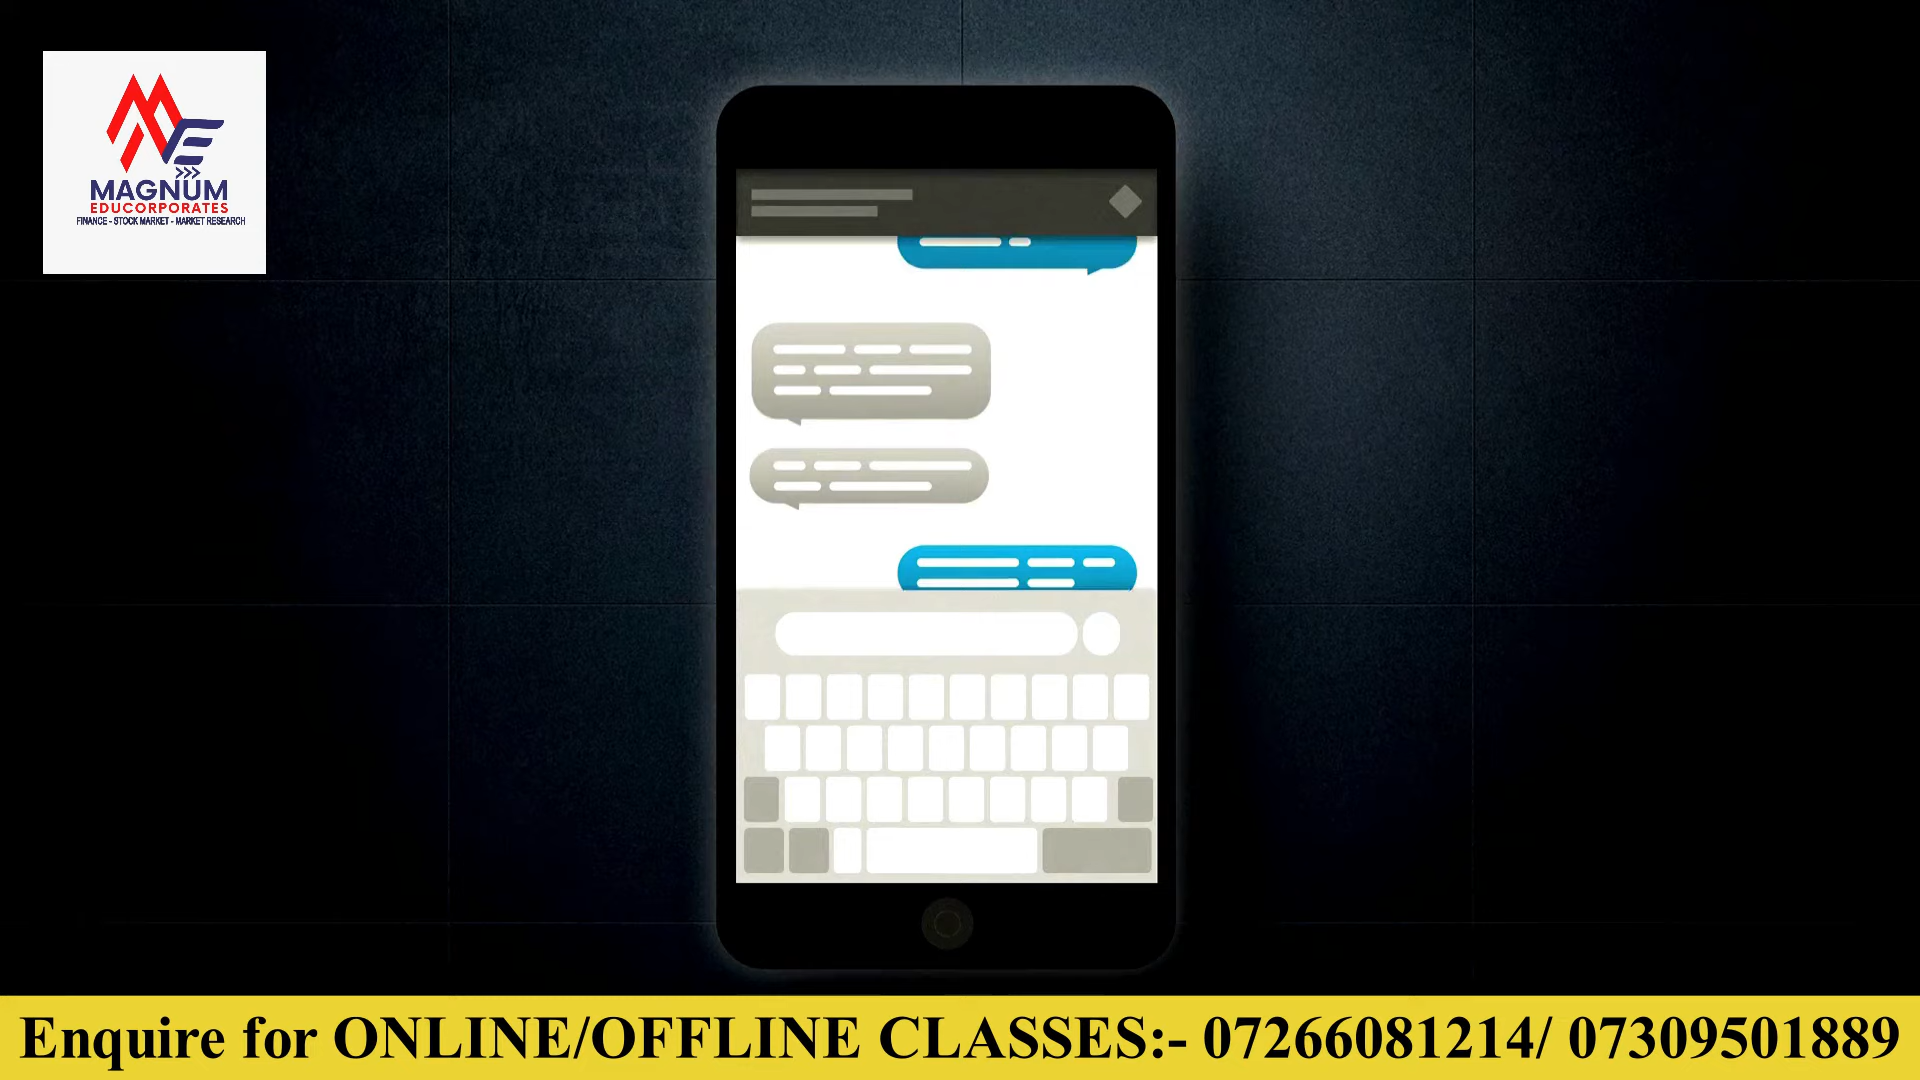 MAGNUM
EDUCORPORATES
FINANCE - STOCK MARKET - MARKET RESEARCH
Enquire for ONLINE/OFFLINE CLASSES:- 07266081214/ 07309501889